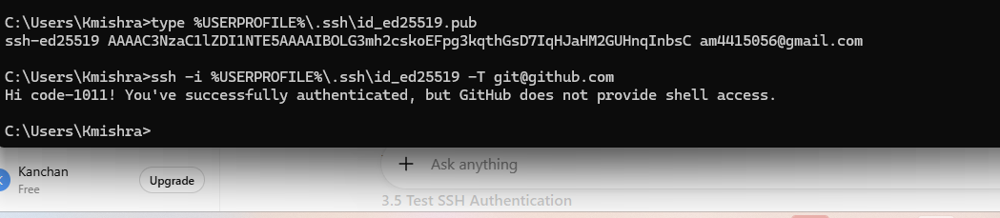 C:\Users\Kmishra>type %USERPROFILE%\.ssh\id_ed25519.pub
ssh-ed25519 AAAAC3NzaC1lZDI1NTE5AAAAIBOLG3mh2cskoEFpg3kqthGsD7IqHJaHM2GUHnqInbsC am4415056@gmail.com
C:\Users\Kmishra>ssh -i %USERPROFILE%\.ssh\id_ed25519 -T git@github.com
Hi code-1011! You've successfully authenticated, but GitHub does not provide shell access.
C:\Users\Kmishra>
Kanchan
Free
Upgrade
+ Ask anything
3.5 Test SSH Authentication